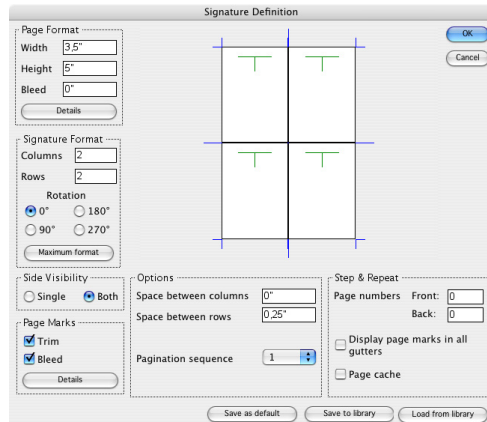 Signature Definition
Page Format
Width 3,5"
Height 5"
Bleed 0"
Details
OK
Cancel
Signature Format
Columns 2
Rows 2
Rotation
0° 180°
90° 270°
Maximum format
Side Visibility
Single Both
Page Marks
Trim
Bleed
Details
Options
Space between columns 0"
Space between rows 0,25"
Pagination sequence 1
Step & Repeat
Page numbers Front: 0
Back: 0
Display page marks in all
gutters
Page cache
Save as default
Save to library
Load from library